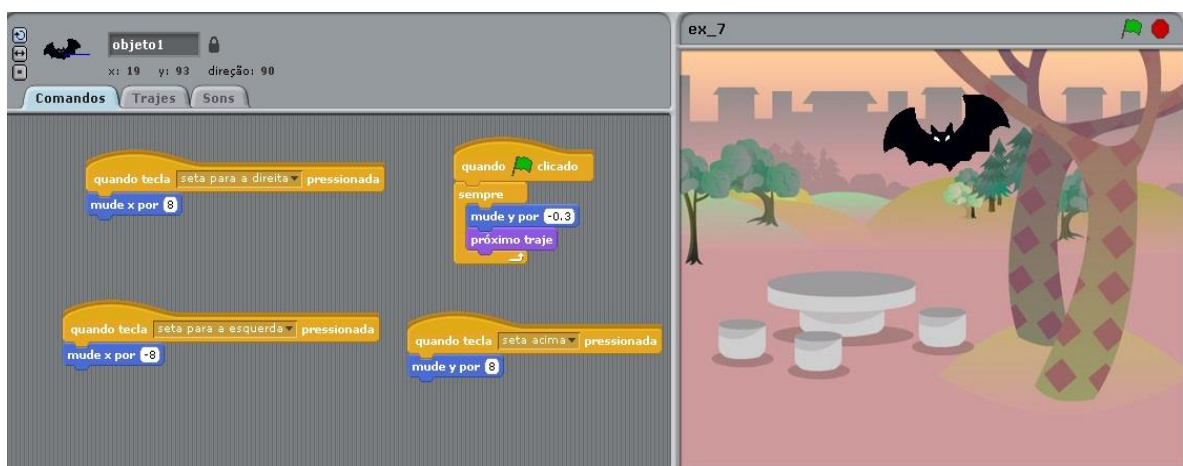 objeto1
x: 19 y: 93 direção: 90
Comandos Trajes Sons
quando tecla seta para a direita pressionada
mude x por 8
quando clicado
sempre
mude y por -0.3
próximo traje
quando tecla seta para a esquerda pressionada
mude x por -8
quando tecla seta acima pressionada
mude y por 8
ex_7